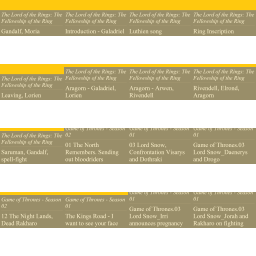 The Lord of the Rings: The
Fellowship of the Ring
Gandalf, Moria
The Lord of the Rings: The
Fellowship of the Ring
Introduction - Galadriel
The Lord of the Rings: The
Fellowship of the Ring
Luthien song
The Lord of the Rings: The
Fellowship of the Ring
Ring Inscription
The Lord of the Rings: The
Fellowship of the Ring
Leaving, Lorien
The Lord of the Rings: The
Fellowship of the Ring
Aragorn - Galadriel,
Lorien
The Lord of the Rings: The
Fellowship of the Ring
Aragorn - Arwen,
Rivendell
The Lord of the Rings: The
Fellowship of the Ring
Rivendell, Elrond,
Aragorn
The Lord of the Rings: The
Fellowship of the Ring
Saruman, Gandalf,
spell-fight
Game of Thrones - Season
02
01 The North
Remembers. Sending
out bloodriders
Game of Thrones - Season
01
03 Lord Snow,
Confrontation Viserys
and Dothraki
Game of Thrones - Season
01
Game of Thrones.03
Lord Snow_Daenerys
and Drogo
Game of Thrones - Season
02
12 The Night Lands,
Dead Rakharo
Game of Thrones - Season
01
The Kings Road - I
want to see your face
Game of Thrones - Season
01
Game of Thrones.03
Lord Snow_Irri
announces pregnancy
Game of Thrones - Season
01
Game of Thrones.03
Lord Snow_Jorah and
Rakharo on fighting